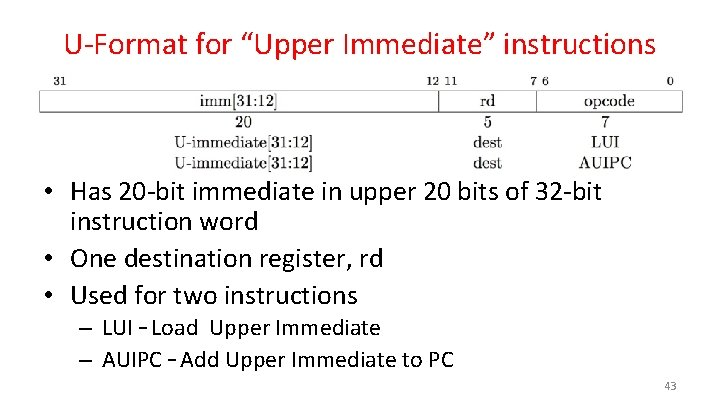 U-Format for “Upper Immediate” instructions
31 12 11 7 6 0
imm[31:12] rd opcode
20 5 7
U-immediate[31:12] dest LUI
U-immediate[31:12] dest AUIPC
• Has 20-bit immediate in upper 20 bits of 32-bit
instruction word
• One destination register, rd
• Used for two instructions
– LUI – Load Upper Immediate
– AUIPC – Add Upper Immediate to PC
43